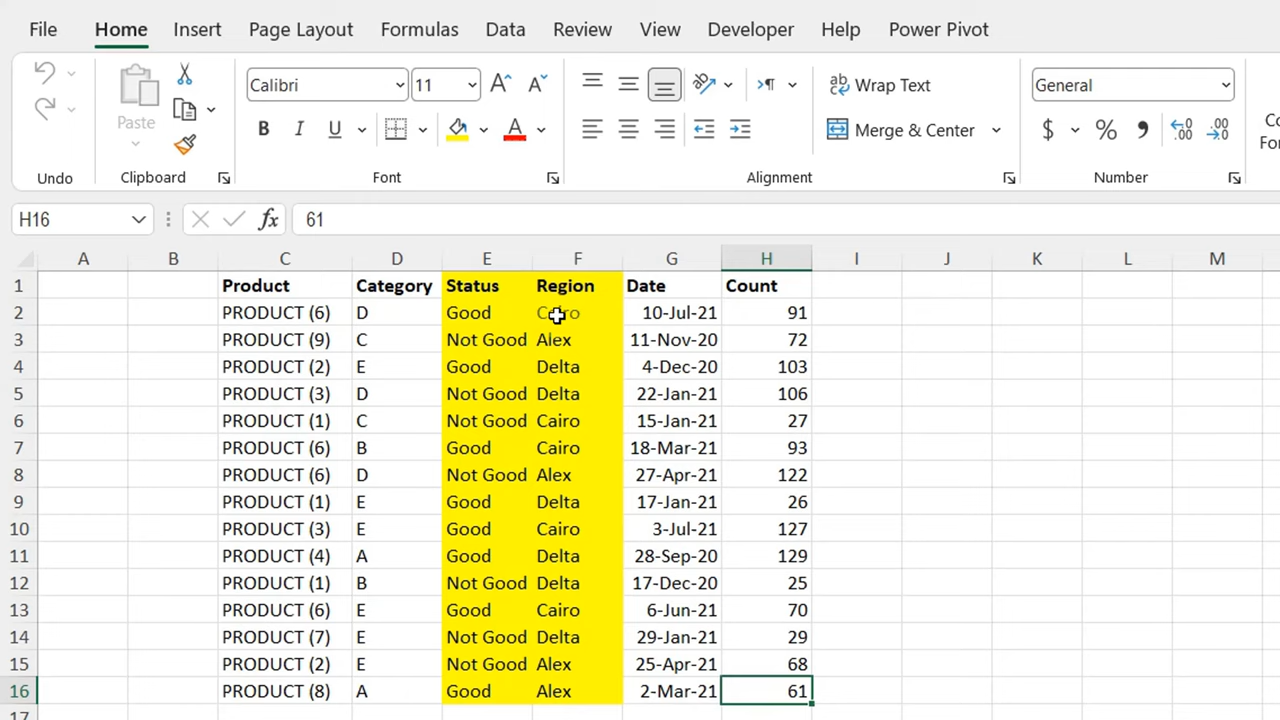 File Home Insert Page Layout Formulas Data Review View Developer Help Power Pivot
Calibri 11 Wrap Text General
Paste Merge & Center $ % 9
Undo Clipboard Font Alignment Number
H16 fx 61
A B C D E F G H I J K L M
1 Product Category Status Region Date Count
2 PRODUCT (6) D Good Cairo 10-Jul-21 91
3 PRODUCT (9) C Not Good Alex 11-Nov-20 72
4 PRODUCT (2) E Good Delta 4-Dec-20 103
5 PRODUCT (3) D Not Good Delta 22-Jan-21 106
6 PRODUCT (1) C Not Good Cairo 15-Jan-21 27
7 PRODUCT (6) B Good Cairo 18-Mar-21 93
8 PRODUCT (6) D Not Good Alex 27-Apr-21 122
9 PRODUCT (1) E Good Delta 17-Jan-21 26
10 PRODUCT (3) E Good Cairo 3-Jul-21 127
11 PRODUCT (4) A Good Delta 28-Sep-20 129
12 PRODUCT (1) B Not Good Delta 17-Dec-20 25
13 PRODUCT (6) E Good Cairo 6-Jun-21 70
14 PRODUCT (7) E Not Good Delta 29-Jan-21 29
15 PRODUCT (2) E Not Good Alex 25-Apr-21 68
16 PRODUCT (8) A Good Alex 2-Mar-21 61
17